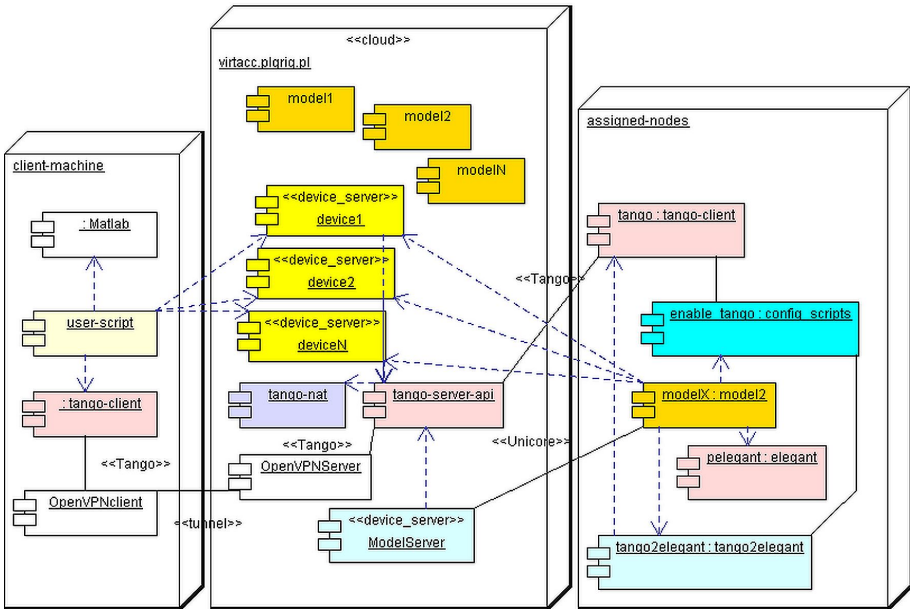 <<cloud>>
virtacc.plgrig.pl
model1
model2
modelN
<<device_server>>
device1
<<device_server>>
device2
<<device_server>>
deviceN
tango-nat
tango-server-api
<<Tango>>
OpenVPNServer
<<device_server>>
ModelServer
client-machine
: Matlab
user-script
: tango-client
<<Tango>>
OpenVPNclient
<<tunnel>>
assigned-nodes
tango : tango-client
<<Tango>>
enable_tango : config_scripts
modelX : model2
<<Unicore>>
pelegant : elegant
tango2elegant : tango2elegant